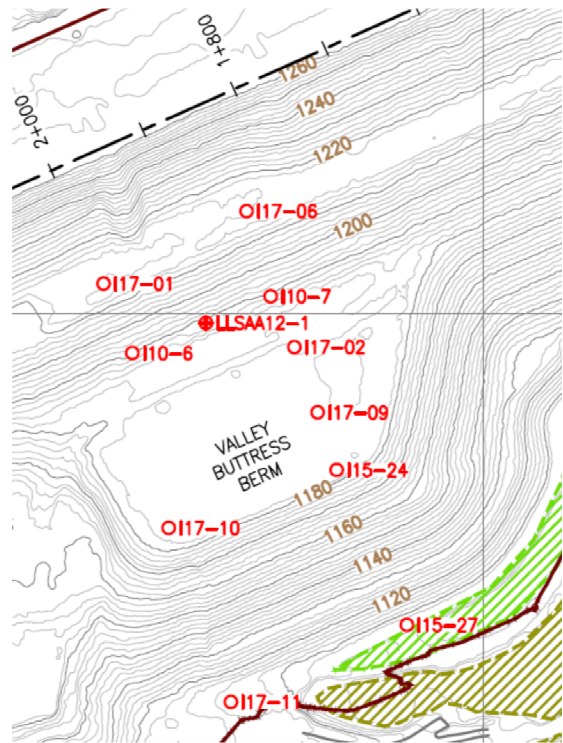 1+800
1260
2+000
1240
1220
OI17-06
1200
OI17-01
OI10-7
LLSAA12-1
OI17-02
OI10-6
OI17-09
VALLEY
BUTTRESS
BERM
OI15-24
1180
OI17-10
1160
1140
1120
OI15-27
OI17-11